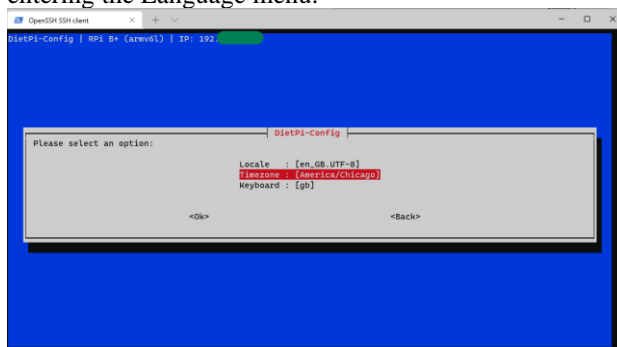 entering the Language menu.
OpenSSH SSH client
DietPi-Config | RPi B+ (armv6l) | IP: 192.
DietPi-Config
Please select an option:
Locale : [en_GB.UTF-8]
Timezone : [America/Chicago]
Keyboard : [gb]
<Ok> <Back>